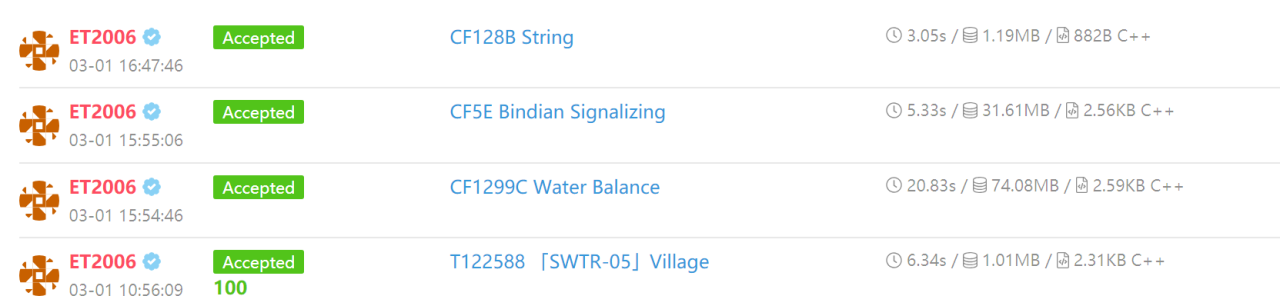 ET2006 Accepted CF128B String 3.05s / 1.19MB / 882B C++
03-01 16:47:46
ET2006 Accepted CF5E Bindian Signalizing 5.33s / 31.61MB / 2.56KB C++
03-01 15:55:06
ET2006 Accepted CF1299C Water Balance 20.83s / 74.08MB / 2.59KB C++
03-01 15:54:46
ET2006 Accepted T122588 「SWTR-05」Village 6.34s / 1.01MB / 2.31KB C++
03-01 10:56:09 100